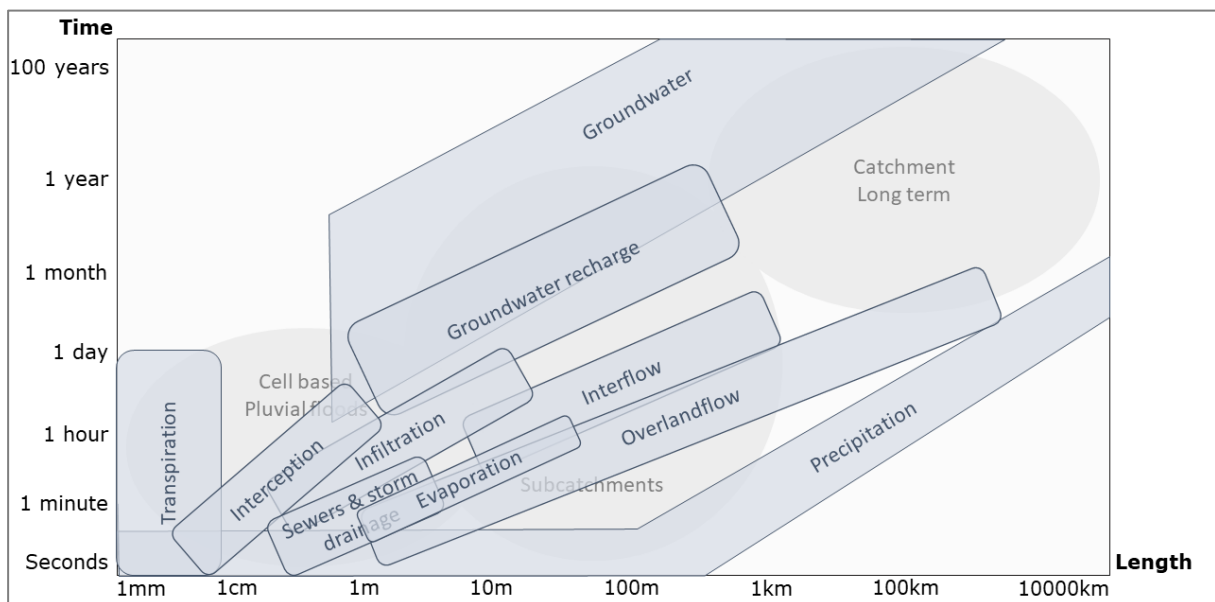 Time
100 years
1 year
1 month
1 day
1 hour
1 minute
Seconds
Groundwater
Catchment
Long term
Groundwater recharge
Cell based
Pluvial floods
Interflow
Infiltration
Overlandflow
Precipitation
Transpiration
Interception
Evaporation
Sewers & storm
drainage
Subcatchments
Length
1mm
1cm
1m
10m
100m
1km
100km
10000km